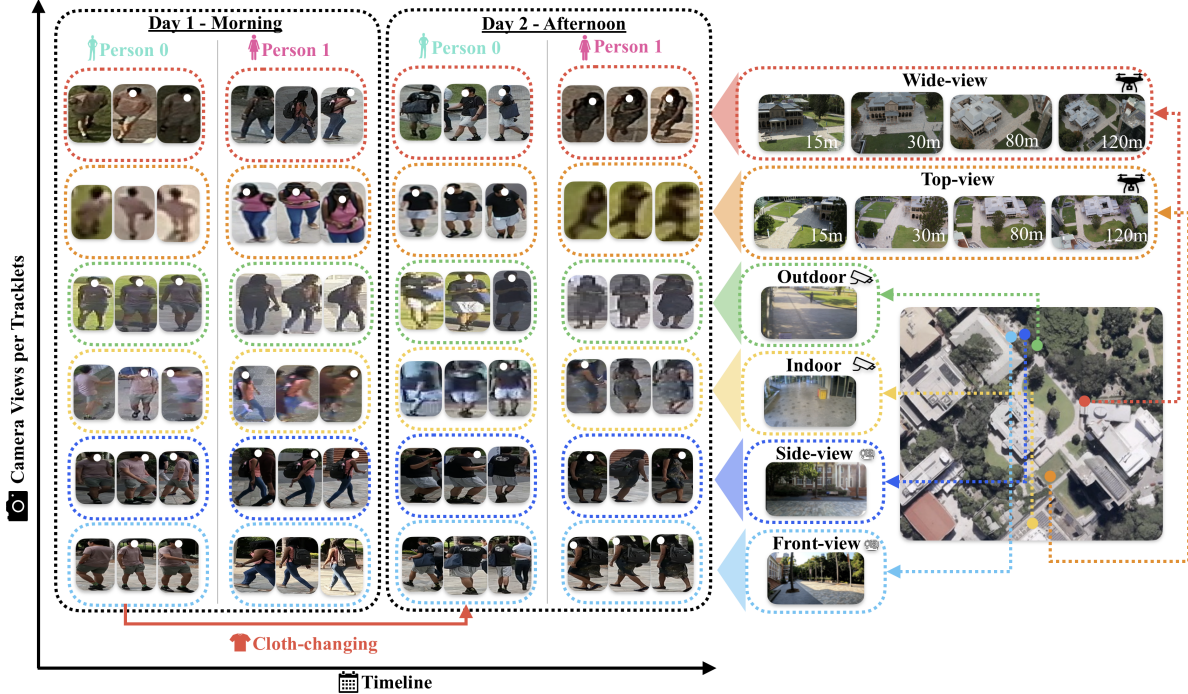 Day 1 - Morning
Day 2 - Afternoon
Person 0
Person 1
Person 0
Person 1
Wide-view
15m
30m
80m
120m
Top-view
15m
30m
80m
120m
Outdoor
Indoor
Side-view
Front-view
Camera Views per Tracklets
Cloth-changing
Timeline